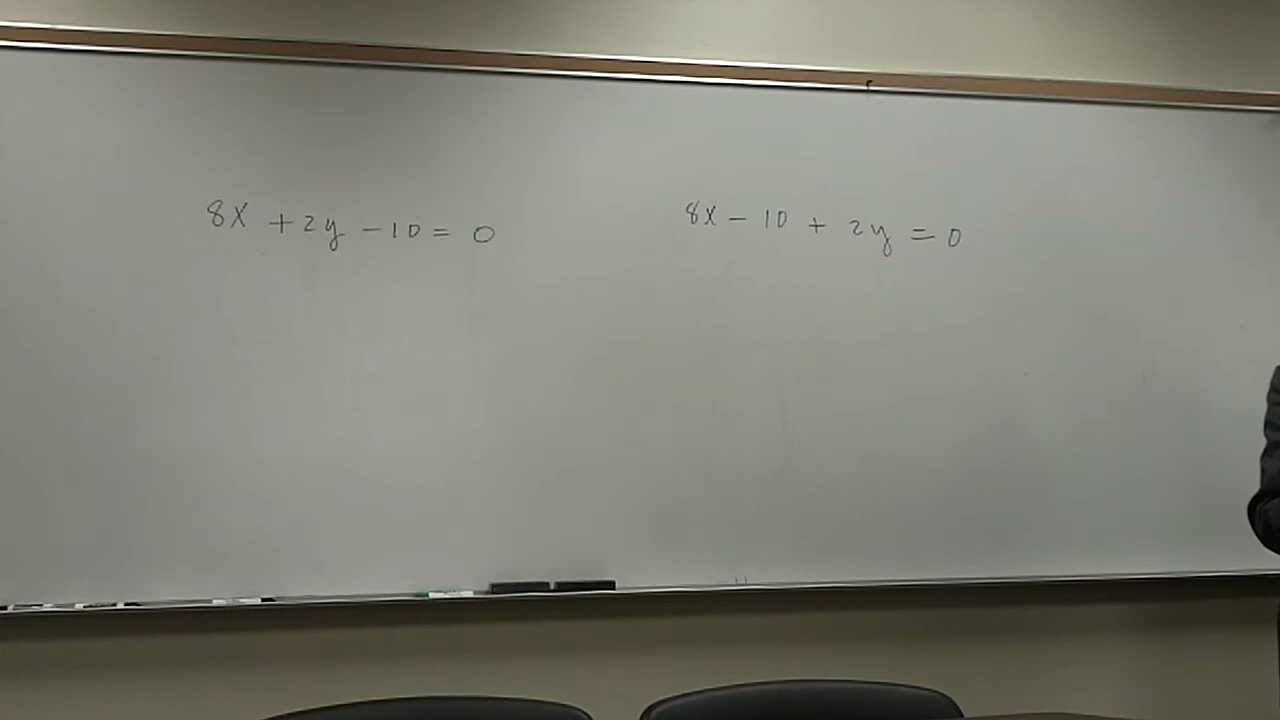 8x + 2y - 10 = 0
8x - 10 + 2y = 0